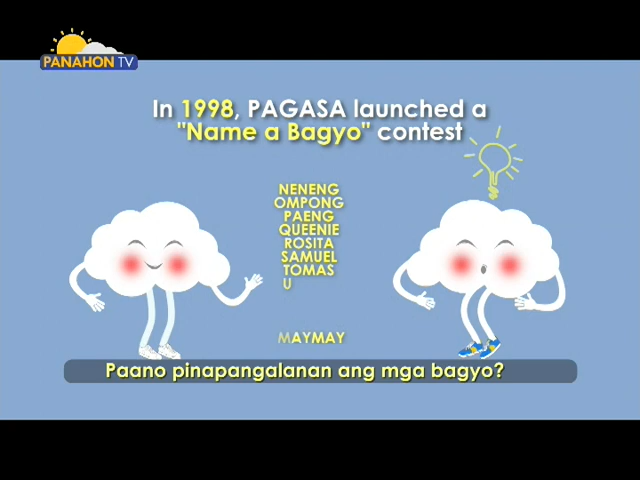 PANAHON TV
In 1998, PAGASA launched a
"Name a Bagyo" contest
NENENG
OMPONG
PAENG
QUEENIE
ROSITA
SAMUEL
TOMAS
U
MAYMAY
Paano pinapangalanan ang mga bagyo?